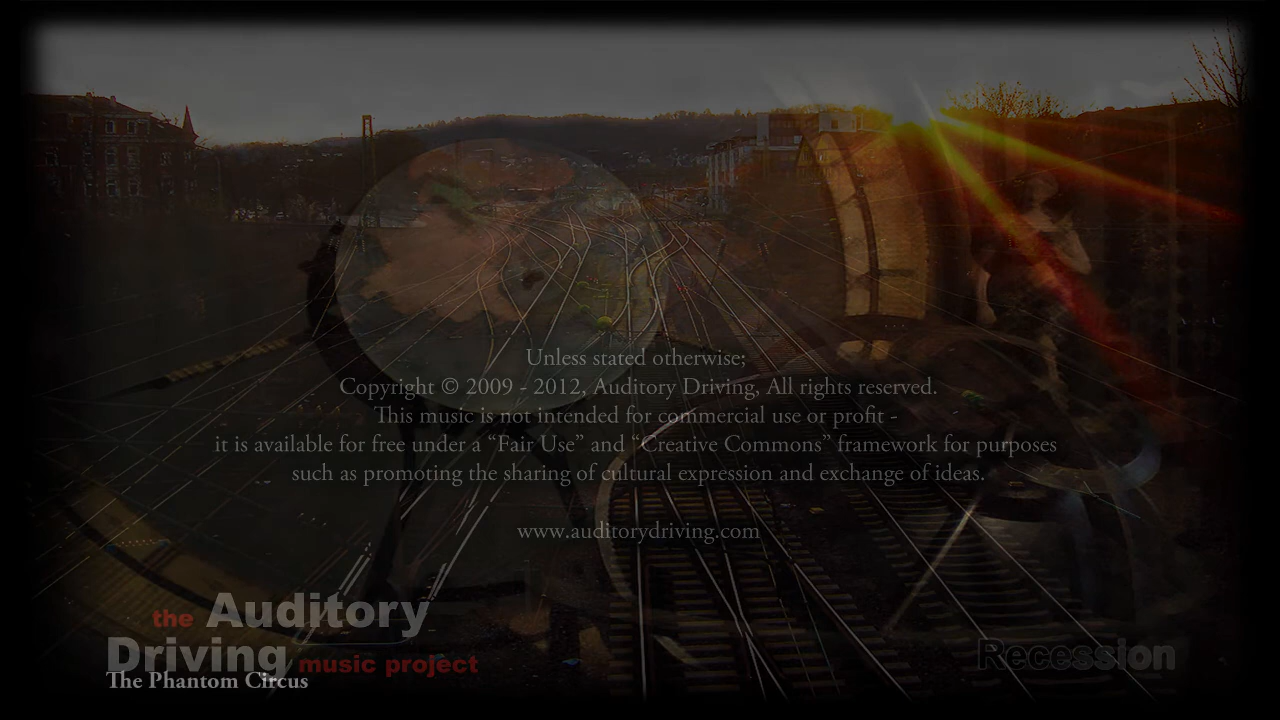 Unless stated otherwise;
Copyright © 2009 - 2012, Auditory Driving, All rights reserved.
This music is not intended for commercial use or profit -
it is available for free under a “Fair Use” and “Creative Commons” framework for purposes
such as promoting the sharing of cultural expression and exchange of ideas.
www.auditorydriving.com
the Auditory
Driving music project
The Phantom Circus
Recession